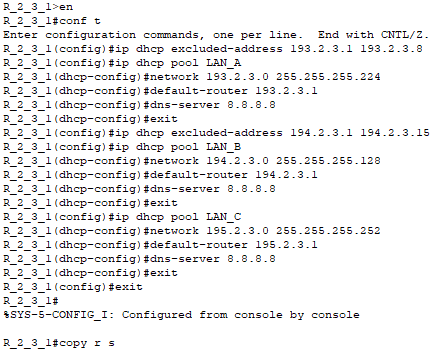 R_2_3_1>en
R_2_3_1#conf t
Enter configuration commands, one per line.  End with CNTL/Z.
R_2_3_1(config)#ip dhcp excluded-address 193.2.3.1 193.2.3.8
R_2_3_1(config)#ip dhcp pool LAN_A
R_2_3_1(dhcp-config)#network 193.2.3.0 255.255.255.224
R_2_3_1(dhcp-config)#default-router 193.2.3.1
R_2_3_1(dhcp-config)#dns-server 8.8.8.8
R_2_3_1(dhcp-config)#exit
R_2_3_1(config)#ip dhcp excluded-address 194.2.3.1 194.2.3.15
R_2_3_1(config)#ip dhcp pool LAN_B
R_2_3_1(dhcp-config)#network 194.2.3.0 255.255.255.128
R_2_3_1(dhcp-config)#default-router 194.2.3.1
R_2_3_1(dhcp-config)#dns-server 8.8.8.8
R_2_3_1(dhcp-config)#exit
R_2_3_1(config)#ip dhcp pool LAN_C
R_2_3_1(dhcp-config)#network 195.2.3.0 255.255.255.252
R_2_3_1(dhcp-config)#default-router 195.2.3.1
R_2_3_1(dhcp-config)#dns-server 8.8.8.8
R_2_3_1(dhcp-config)#exit
R_2_3_1(config)#exit
R_2_3_1#
%SYS-5-CONFIG_I: Configured from console by console
R_2_3_1#copy r s